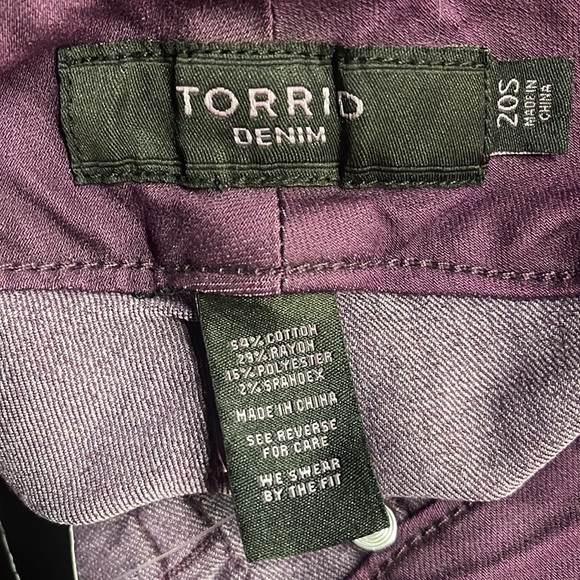 TORRID
DENIM
20S
MADE IN
CHINA
54% COTTON
29% RAYON
15% POLYESTER
2% SPANDEX
MADE IN CHINA
SEE REVERSE
FOR CARE
WE SWEAR
BY THE FIT